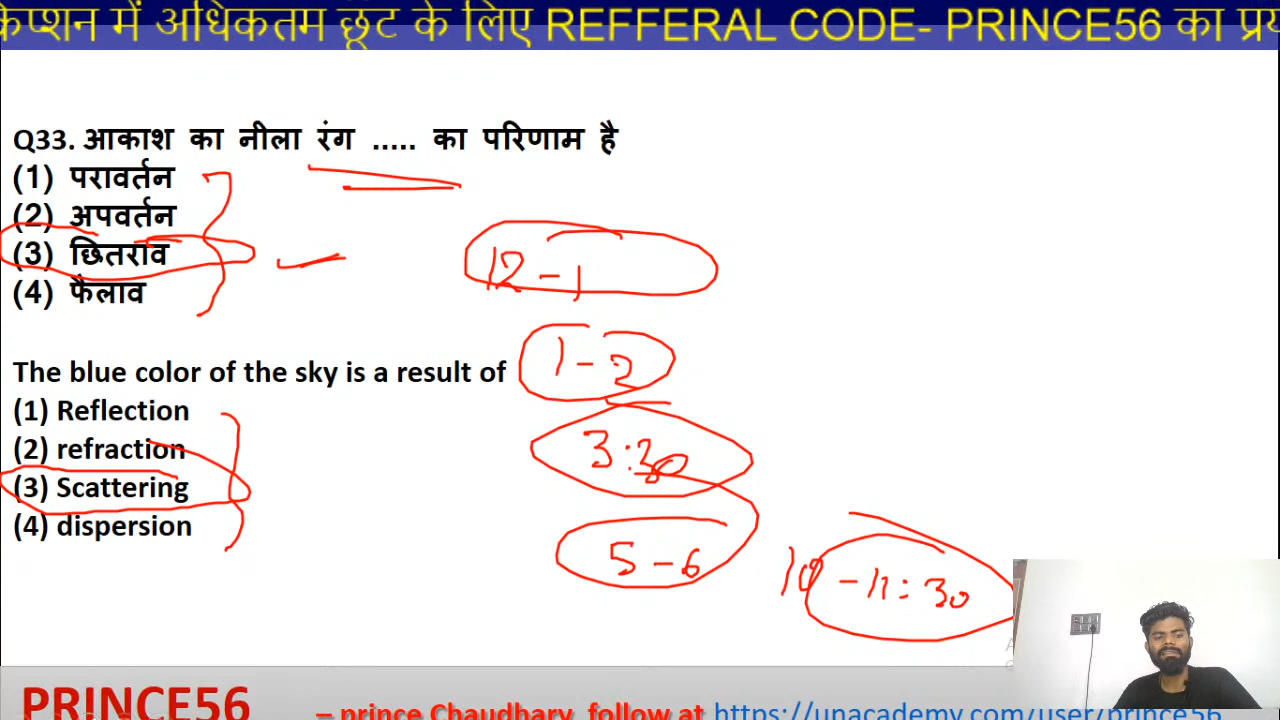 केप्शन में अधिकतम छूट के लिए REFFERAL CODE- PRINCE56 का प्रय
Q33. आकाश का नीला रंग ..... का परिणाम है
(1) परावर्तन
(2) अपवर्तन
(3) छितराव
(4) फैलाव
12 - 1
The blue color of the sky is a result of
1 - 2
(1) Reflection
(2) refraction
3:30
(3) Scattering
(4) dispersion
5 - 6
10 - 11:30
PRINCE56 – prince Chaudhary, follow at https://unacademy.com/user/prince56